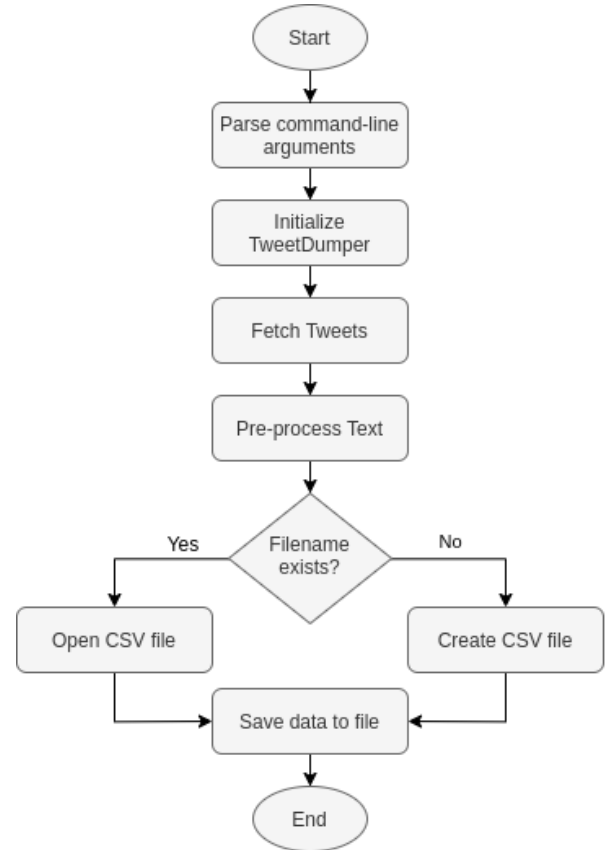 Start
Parse command-line
arguments
Initialize
TweetDumper
Fetch Tweets
Pre-process Text
Filename
exists?
Yes
No
Open CSV file
Create CSV file
Save data to file
End